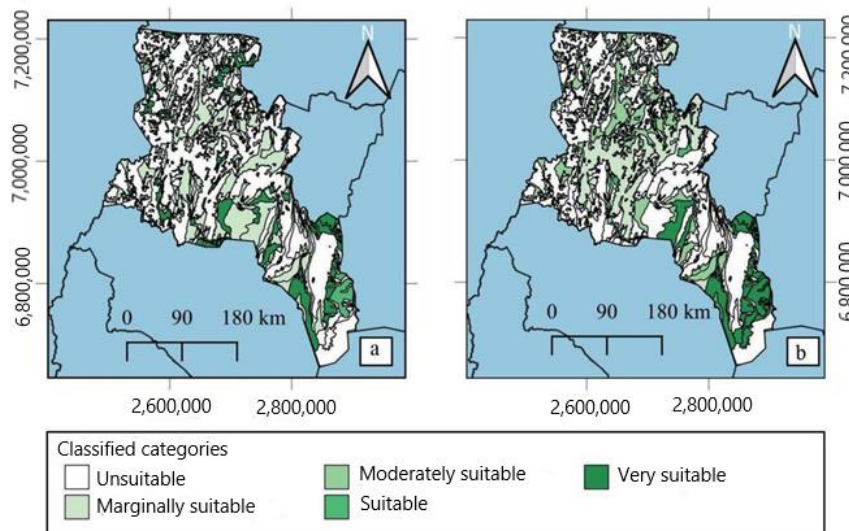 N
N
7,200,000
7,000,000
6,800,000
7,200,000
7,000,000
6,800,000
0 90 180 km
a
0 90 180 km
b
2,600,000 2,800,000
2,600,000 2,800,000
Classified categories
Unsuitable
Moderately suitable
Very suitable
Marginally suitable
Suitable